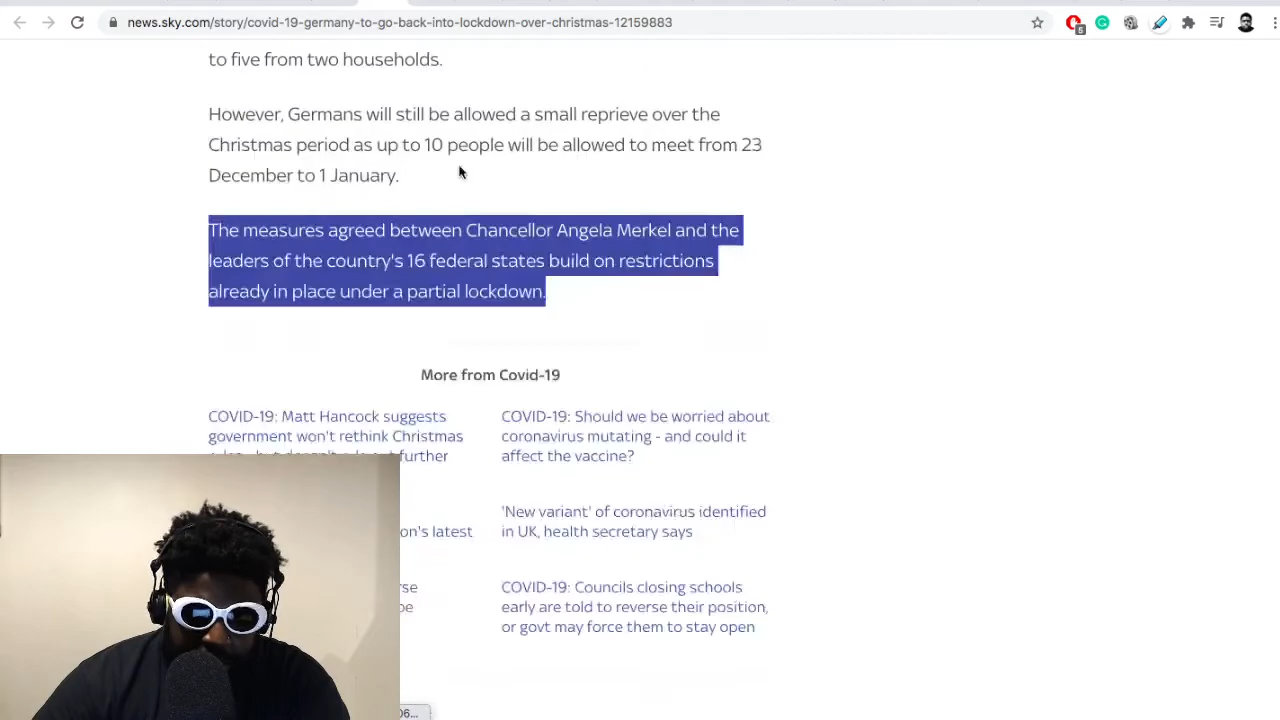 news.sky.com/story/covid-19-germany-to-go-back-into-lockdown-over-christmas-12159883
5
to five from two households.
However, Germans will still be allowed a small reprieve over the
Christmas period as up to 10 people will be allowed to meet from 23
December to 1 January.
The measures agreed between Chancellor Angela Merkel and the
leaders of the country's 16 federal states build on restrictions
already in place under a partial lockdown.
More from Covid-19
COVID-19: Matt Hancock suggests
government won't rethink Christmas
further
COVID-19: Should we be worried about
coronavirus mutating - and could it
affect the vaccine?
on's latest
'New variant' of coronavirus identified
in UK, health secretary says
rse
be
COVID-19: Councils closing schools
early are told to reverse their position,
or govt may force them to stay open
06...